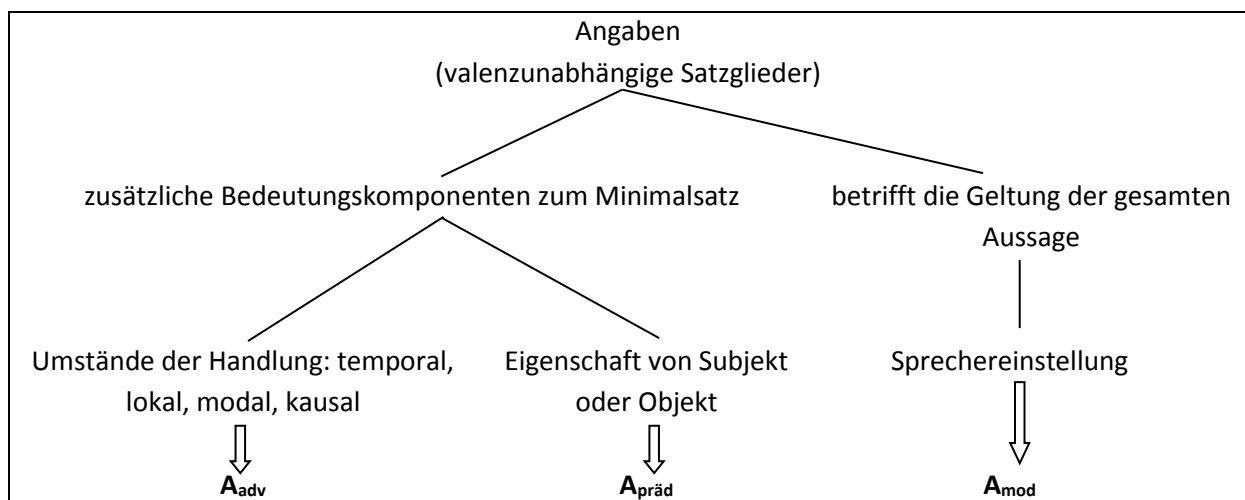 Angaben
(valenzunabhängige Satzglieder)
zusätzliche Bedeutungskomponenten zum Minimalsatz
betrifft die Geltung der gesamten
Aussage
Umstände der Handlung: temporal,
lokal, modal, kausal
Eigenschaft von Subjekt
oder Objekt
Sprechereinstellung
Aadv
Apräd
Amod